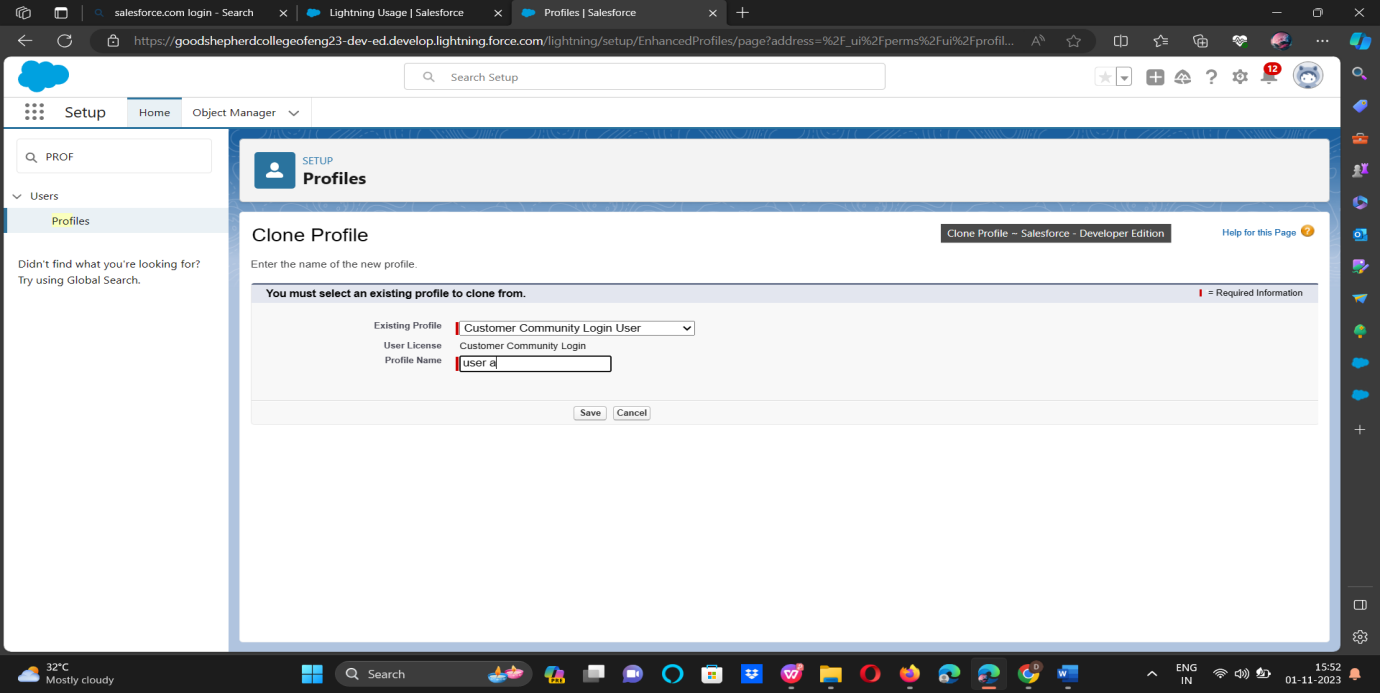 salesforce.com login - Search
Lightning Usage | Salesforce
Profiles | Salesforce
https://goodshepherdcollegeofeng23-dev-ed.develop.lightning.force.com/lightning/setup/EnhancedProfiles/page?address=%2F_ui%2Fperms%2Fui%2Fprofil...
Search Setup
12
Setup
Home
Object Manager
PROF
Users
Profiles
Didn't find what you're looking for?
Try using Global Search.
SETUP
Profiles
Clone Profile
Clone Profile ~ Salesforce - Developer Edition
Help for this Page
Enter the name of the new profile.
You must select an existing profile to clone from.
= Required Information
Existing Profile
Customer Community Login User
User License
Customer Community Login
Profile Name
user a
Save
Cancel
32°C
Mostly cloudy
Search
PRE
D
ENG
IN
15:52
01-11-2023